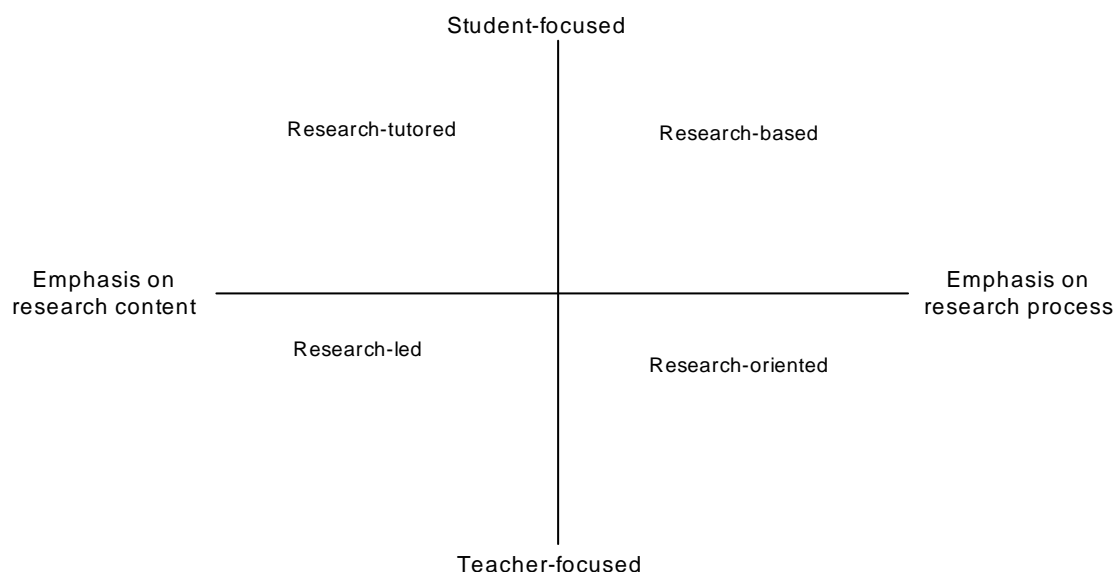 Student-focused
Research-tutored
Research-based
Emphasis on
research content
Emphasis on
research process
Research-led
Research-oriented
Teacher-focused